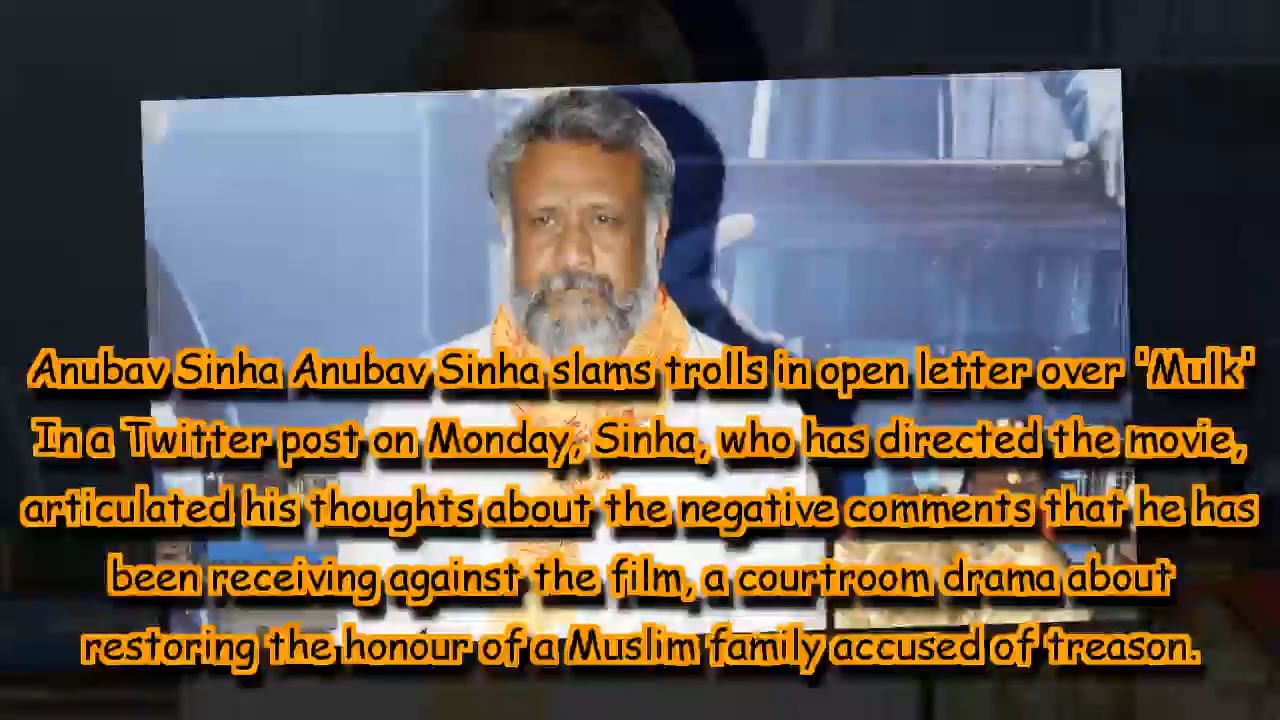 Anubav Sinha Anubav Sinha slams trolls in open letter over 'Mulk'
In a Twitter post on Monday, Sinha, who has directed the movie,
articulated his thoughts about the negative comments that he has
been receiving against the film, a courtroom drama about
restoring the honour of a Muslim family accused of treason.